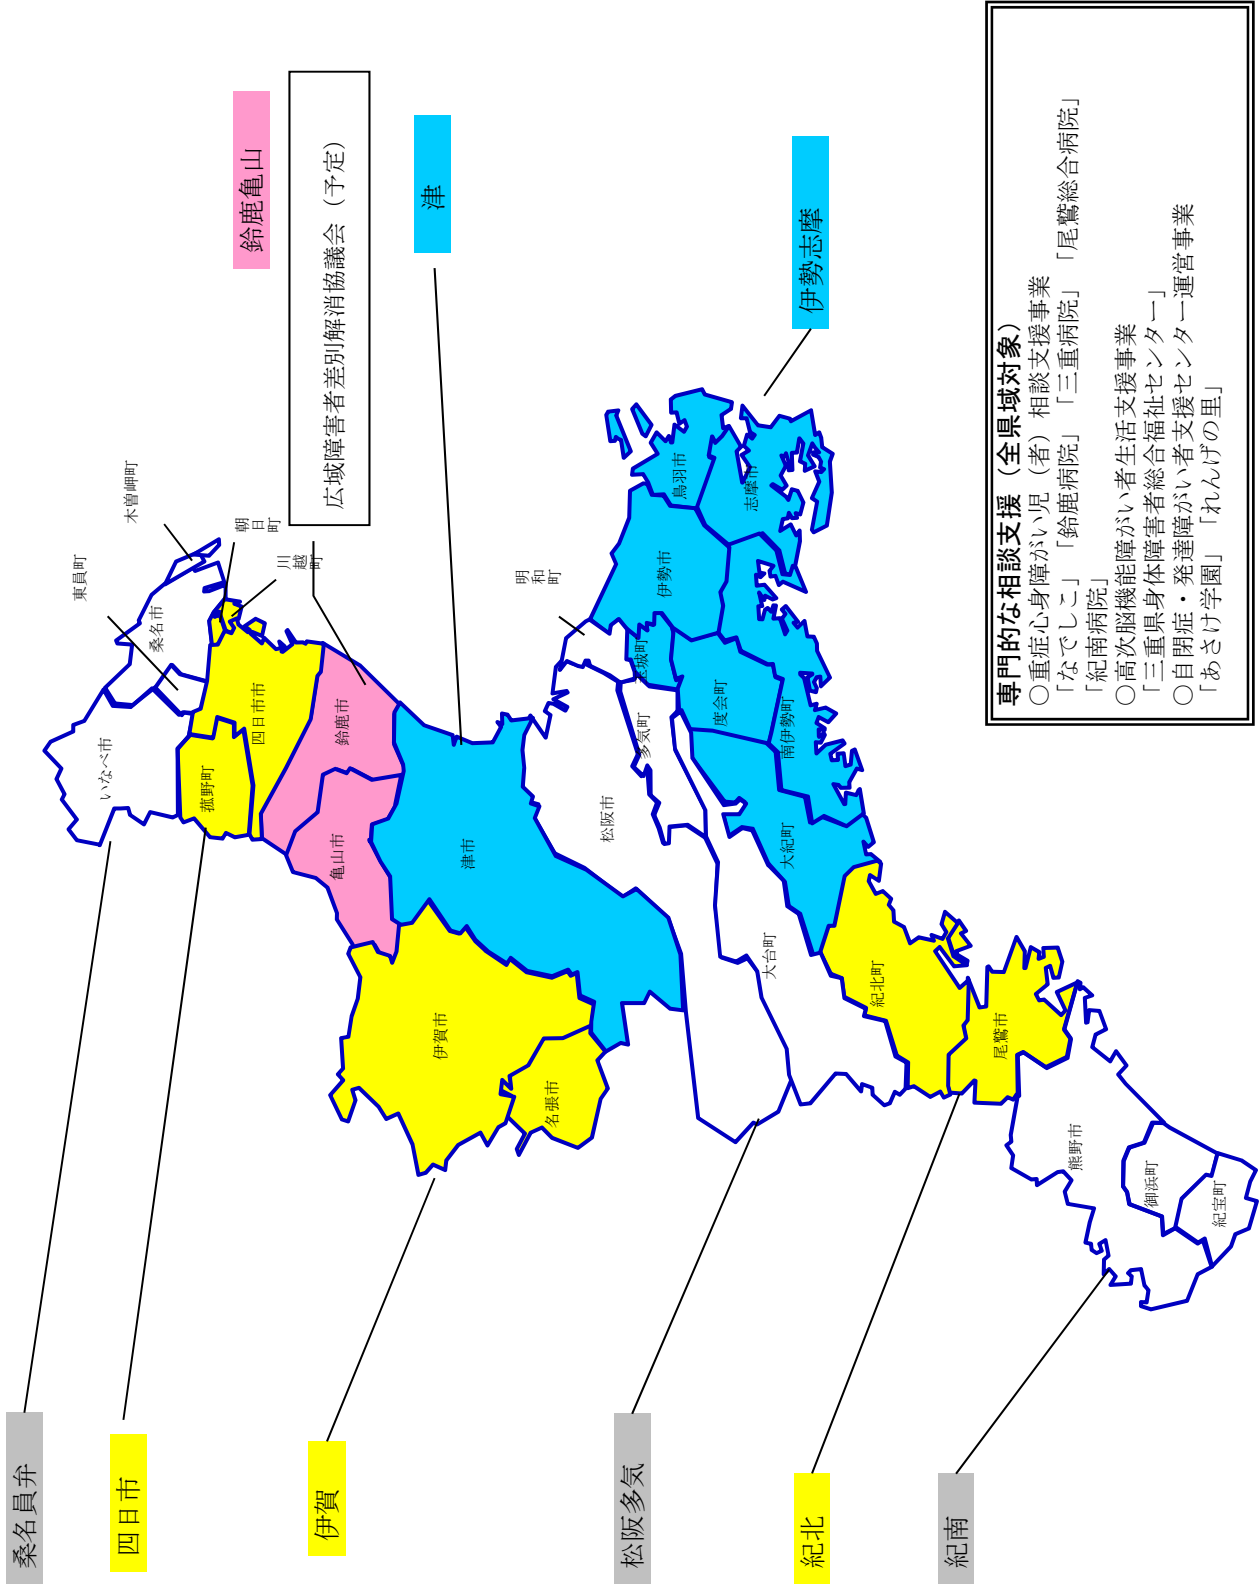 桑名員弁
東員町
いなべ市
四日市
木曽岬町
桑名市
菰野町
鈴鹿亀山
朝日
町
四日市市
川越
町
広域障害者差別解消協議会（予定）
伊賀
亀山市
鈴鹿市
津
伊賀市
津市
明和
町
名張市
松阪市
松阪多気
玉城町
多気町
伊勢市
鳥羽市
度会町
志摩市
大台町
大紀町
南伊勢町
伊勢志摩
紀北
紀北町
紀南
尾鷲市
熊野市
御浜町
紀宝町
専門的な相談支援（全県域対象）
○重症心身障がい児（者）相談支援事業
「なでしこ」「鈴鹿病院」「三重病院」「尾鷲総合病院」
「紀南病院」
○高次脳機能障がい者生活支援事業
「三重県身体障害者総合福祉センター」
○自閉症・発達障がい者支援センター運営事業
「あさけ学園」「れんげの里」